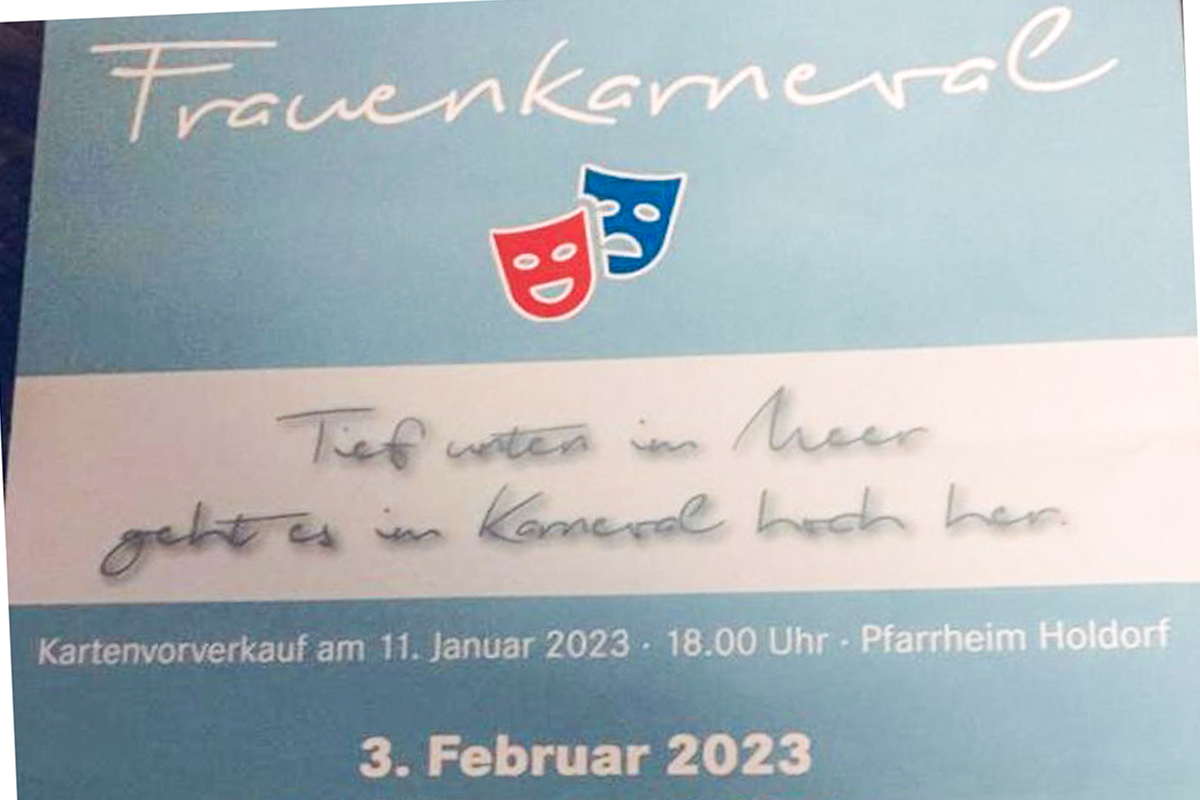 Frauenkarneval
Tief unten im Meer
geht es im Karneval hoch her.
Kartenvorverkauf am 11. Januar 2023 · 18.00 Uhr · Pfarrheim Holdorf
3. Februar 2023